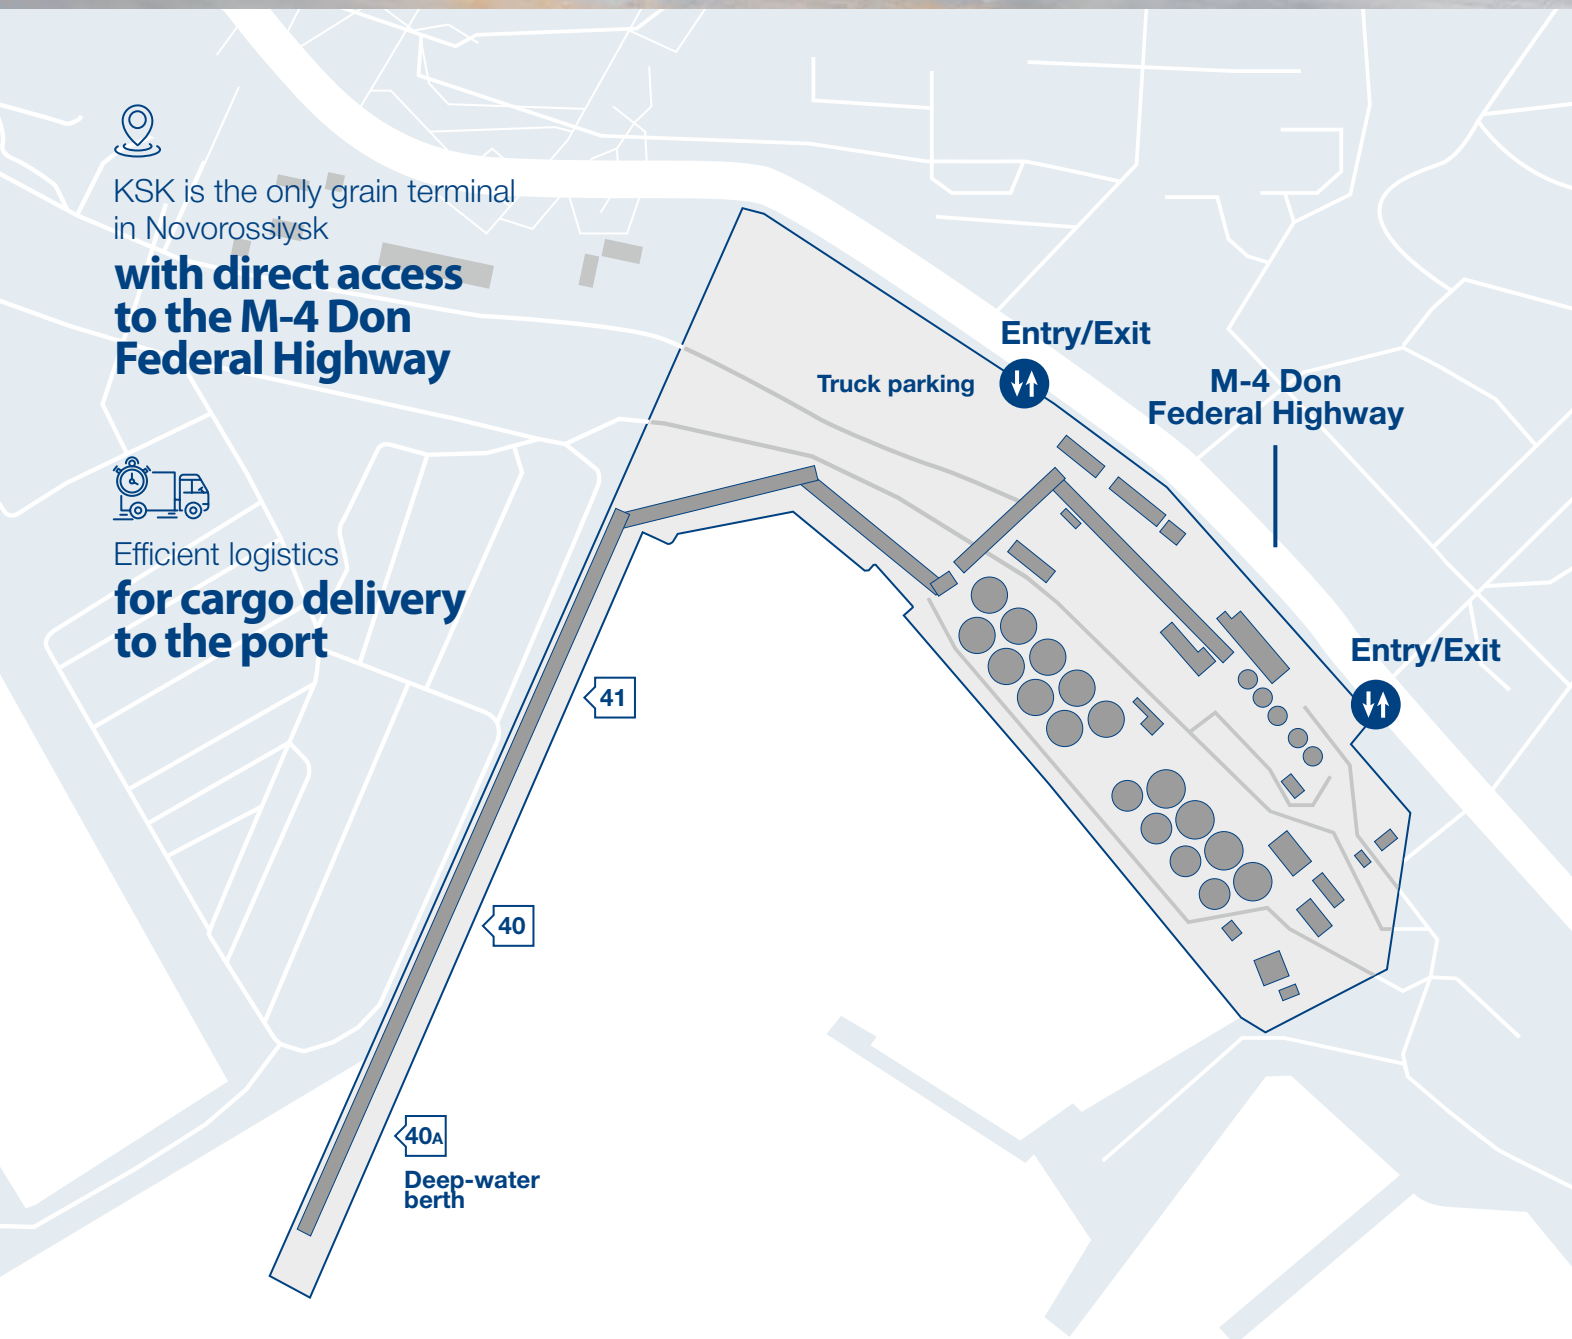 KSK is the only grain terminal
in Novorossiysk
with direct access
to the M-4 Don
Federal Highway
Efficient logistics
for cargo delivery
to the port
Entry/Exit
Truck parking
M-4 Don
Federal Highway
Entry/Exit
41
40
40A
Deep-water
berth